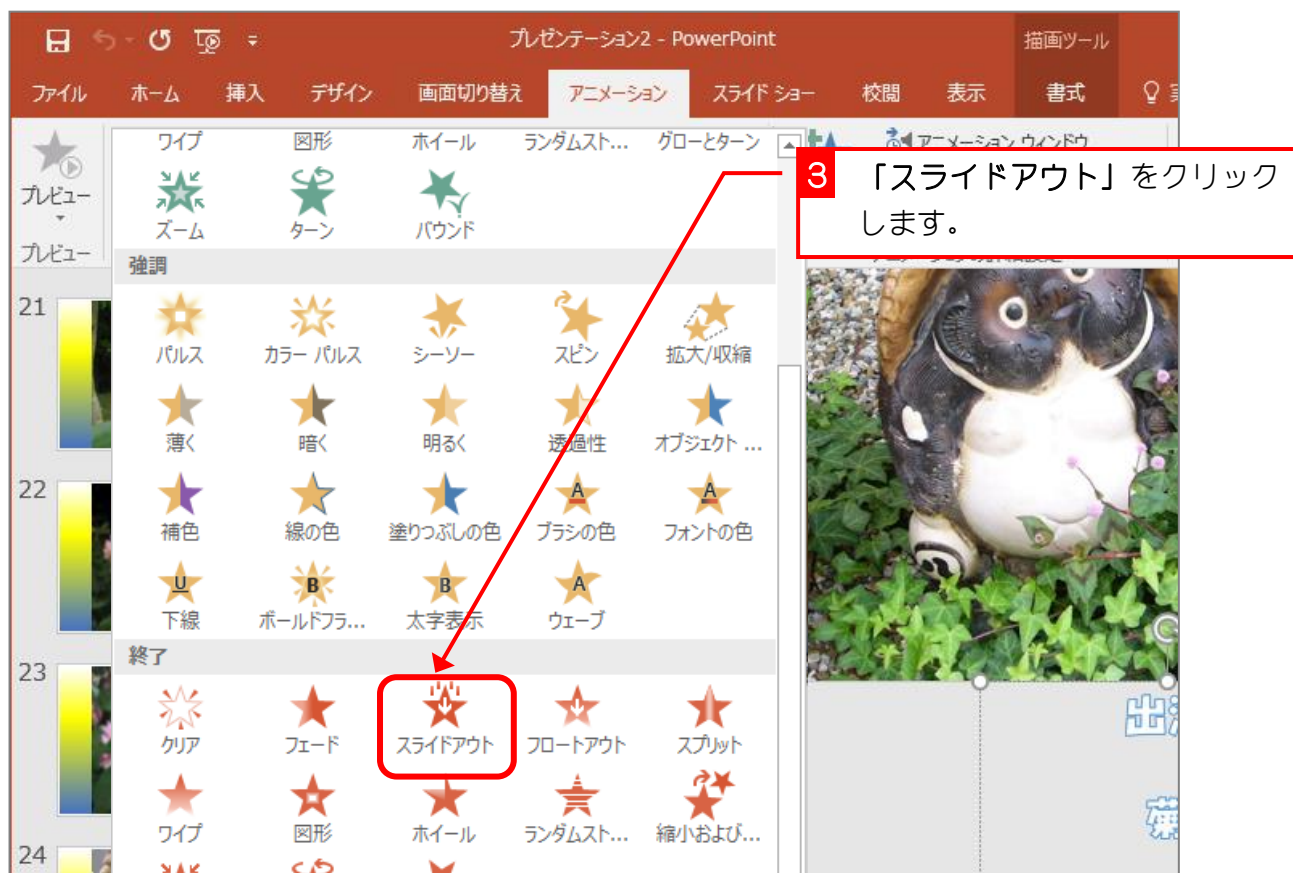 プレゼンテーション2 - PowerPoint
描画ツール
ファイル ホーム 挿入 デザイン 画面切り替え アニメーション スライド ショー 校閲 表示 書式
プレビュー
プレビュー
ワイプ 図形 ホイール ランダムスト... グローとターン
アニメーション ウィンドウ
3 「スライドアウト」をクリック
します。
ズーム ターン バウンド
強調
パルス カラー パルス シーソー スピン 拡大/収縮
薄く 暗く 明るく 透過性 オブジェクト ...
補色 線の色 塗りつぶしの色 ブラシの色 フォントの色
下線 ボールドフラ... 太字表示 ウェーブ
終了
クリア フェード スライドアウト フロートアウト スプリット
ワイプ 図形 ホイール ランダムスト... 縮小および...
21
22
23
24
出